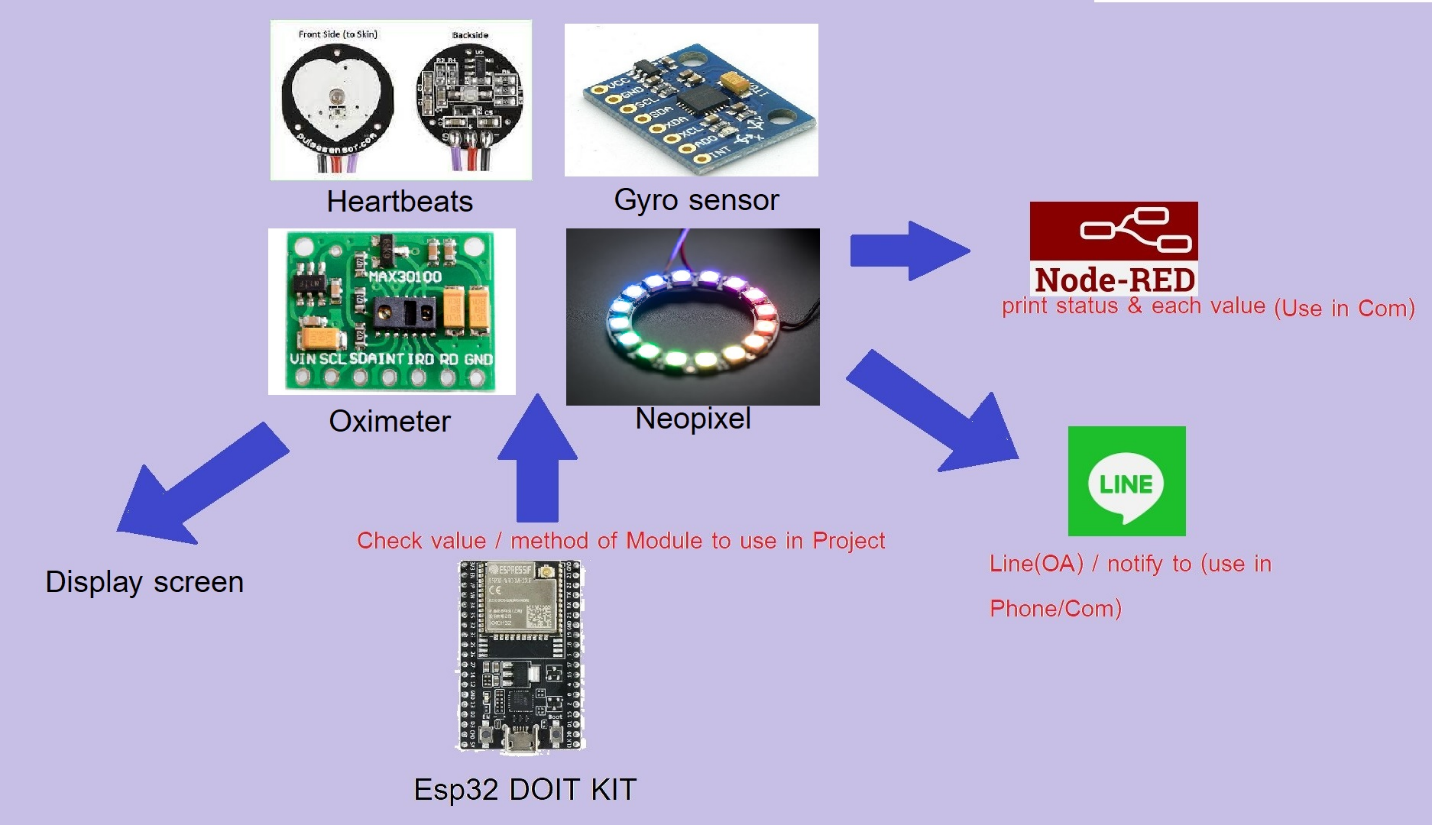 Front Side (to Skin)
Backside
pulsesensor.com
VCC
GND
SCL
SDA
XDA
XCL
ADO
INT
Heartbeats
Gyro sensor
MAX30100
VIN SCL SDA INT IRD RD GND
Oximeter
Neopixel
Node-RED
print status & each value (Use in Com)
LINE
Line(OA) / notify to (use in
Phone/Com)
Display screen
Check value / method of Module to use in Project
ESPRESSIF
CE
Boot
Esp32 DOIT KIT